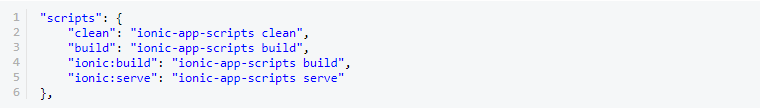 1 "scripts": {
2     "clean": "ionic-app-scripts clean",
3     "build": "ionic-app-scripts build",
4     "ionic:build": "ionic-app-scripts build",
5     "ionic:serve": "ionic-app-scripts serve"
6 },